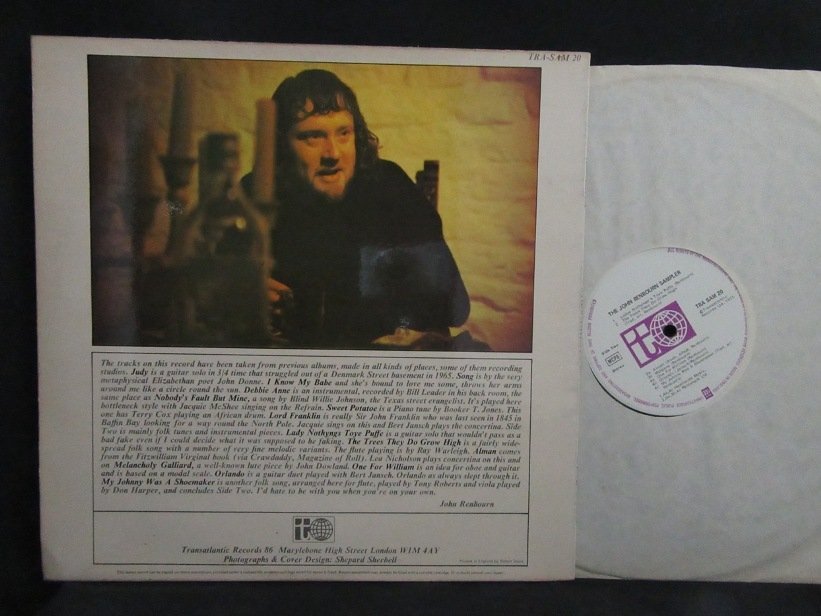 TRA-SAM 20
The tracks on this record have been taken from previous albums, made in all kinds of places, some of them recording
studios. Judy is a guitar solo in 5/4 time that struggled out of a Denmark Street basement in 1965. Song is by the very
metaphysical Elizabethan poet John Donne. I Know My Babe and she's bound to love me some, throws her arms
around me like a circle round the sun. Debbie Anne is an instrumental, recorded by Bill Leader in his back room, the
same place as Nobody's Fault But Mine, a song by Blind Willie Johnson, the Texas street evangelist. It's played here
bottleneck style with Jacquie McShee singing on the Refrain. Sweet Potatoe is a Piano tune by Booker T. Jones. This
one has Terry Cox playing an African drum. Lord Franklin is really Sir John Franklin who was last seen in 1845 in
Baffin Bay looking for a way round the North Pole. Jacquie sings on this and Bert Jansch plays the concertina. Side
Two is mainly folk tunes and instrumental pieces. Lady Nothyngs Toye Puffe is a guitar solo that wouldn't pass as a
bad fake even if I could decide what it was supposed to be faking. The Trees They Do Grow High is a fairly wide-
spread folk song with a number of very fine melodic variants. The flute playing is by Ray Warleigh. Alman comes
from the Fitzwilliam Virginal book (via Crawdaddy, Magazine of Roll). Lea Nicholson plays concertina on this and
on Melancholy Galliard, a well-known lute piece by John Dowland. One For William is an idea for oboe and guitar
and is based on a modal scale. Orlando is a guitar duet played with Bert Jansch. Orlando as always slept through it.
My Johnny Was A Shoemaker is another folk song, arranged here for flute, played by Tony Roberts and viola played
by Don Harper, and concludes Side Two. I'd hate to be with you when you're on your own.
John Renbourn
Transatlantic Records 86 Marylebone High Street London W1M 4AY
Photographs & Cover Design: Shepard Sherbell
THE JOHN RENBOURN SAMPLER
TRA SAM 20
Side Two
MCPS